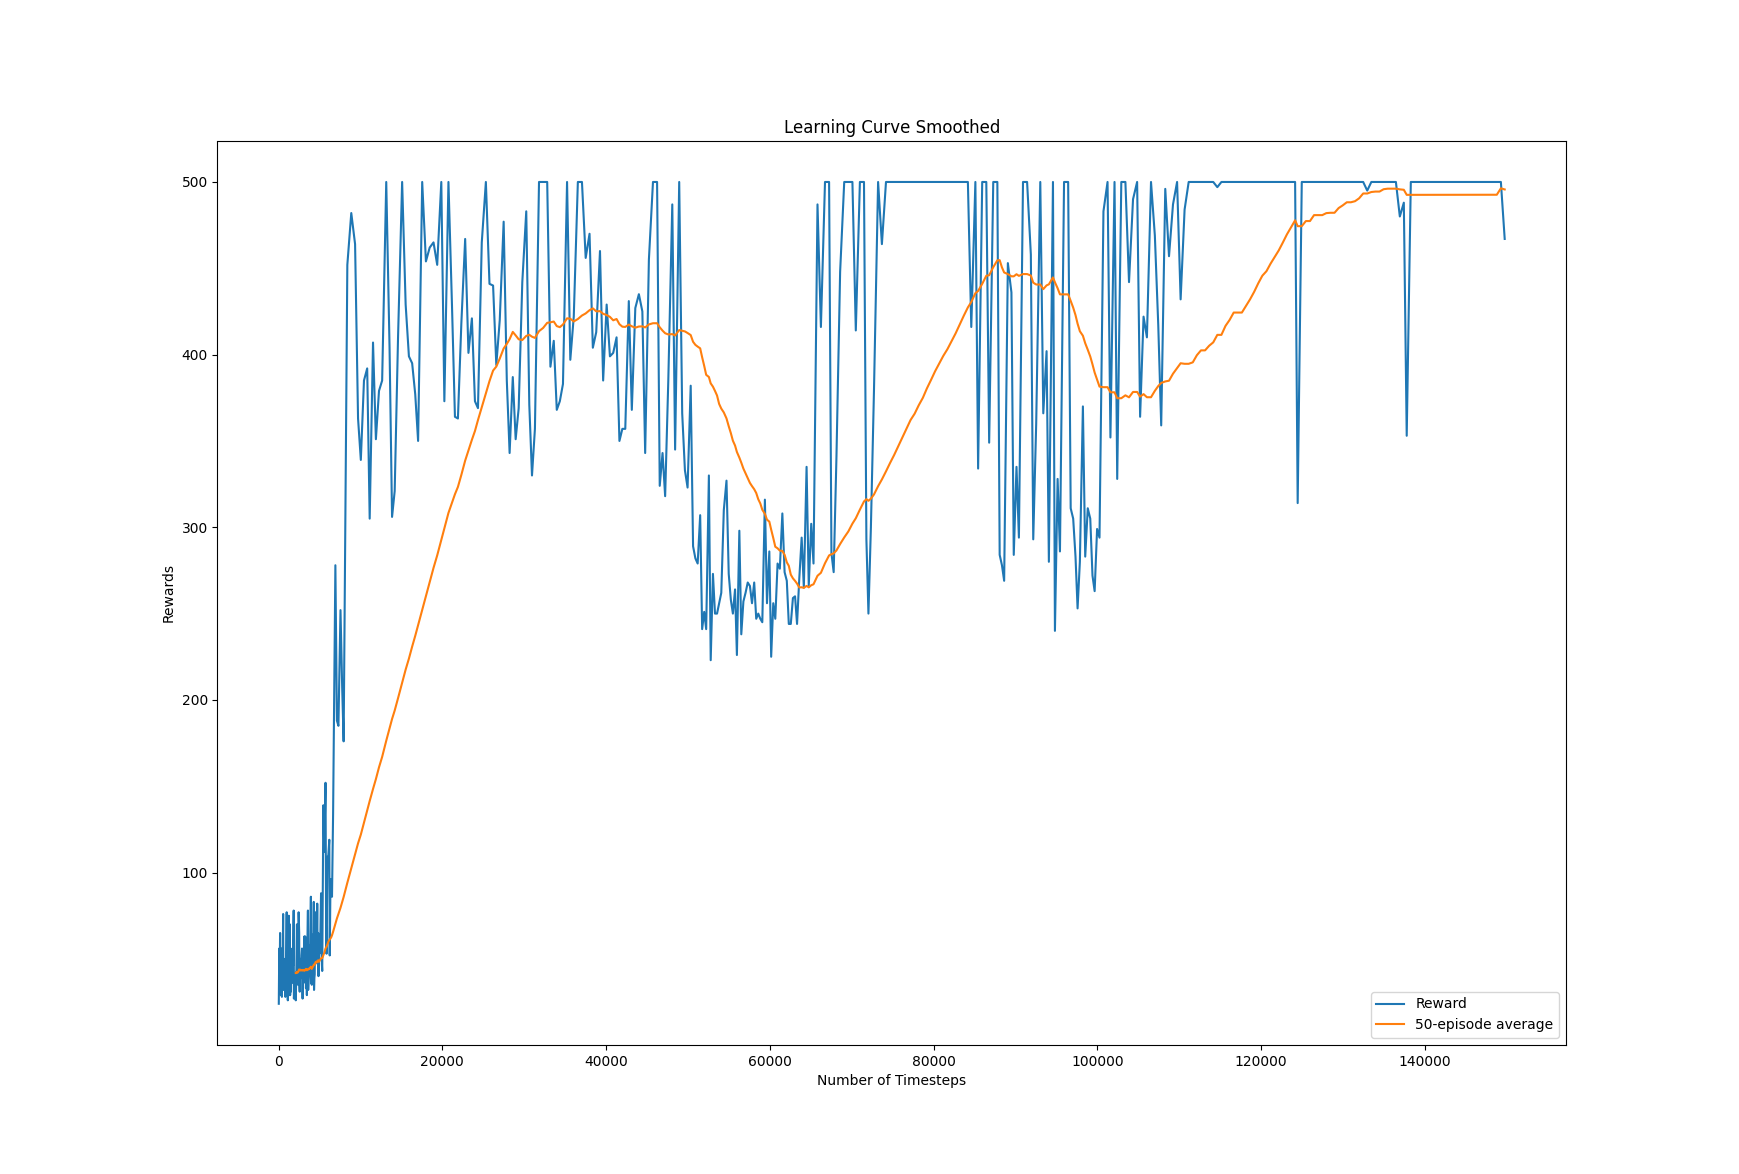 Learning Curve Smoothed
500
400
300
200
100
Rewards
0 20000 40000 60000 80000 100000 120000 140000
Number of Timesteps
Reward
50-episode average